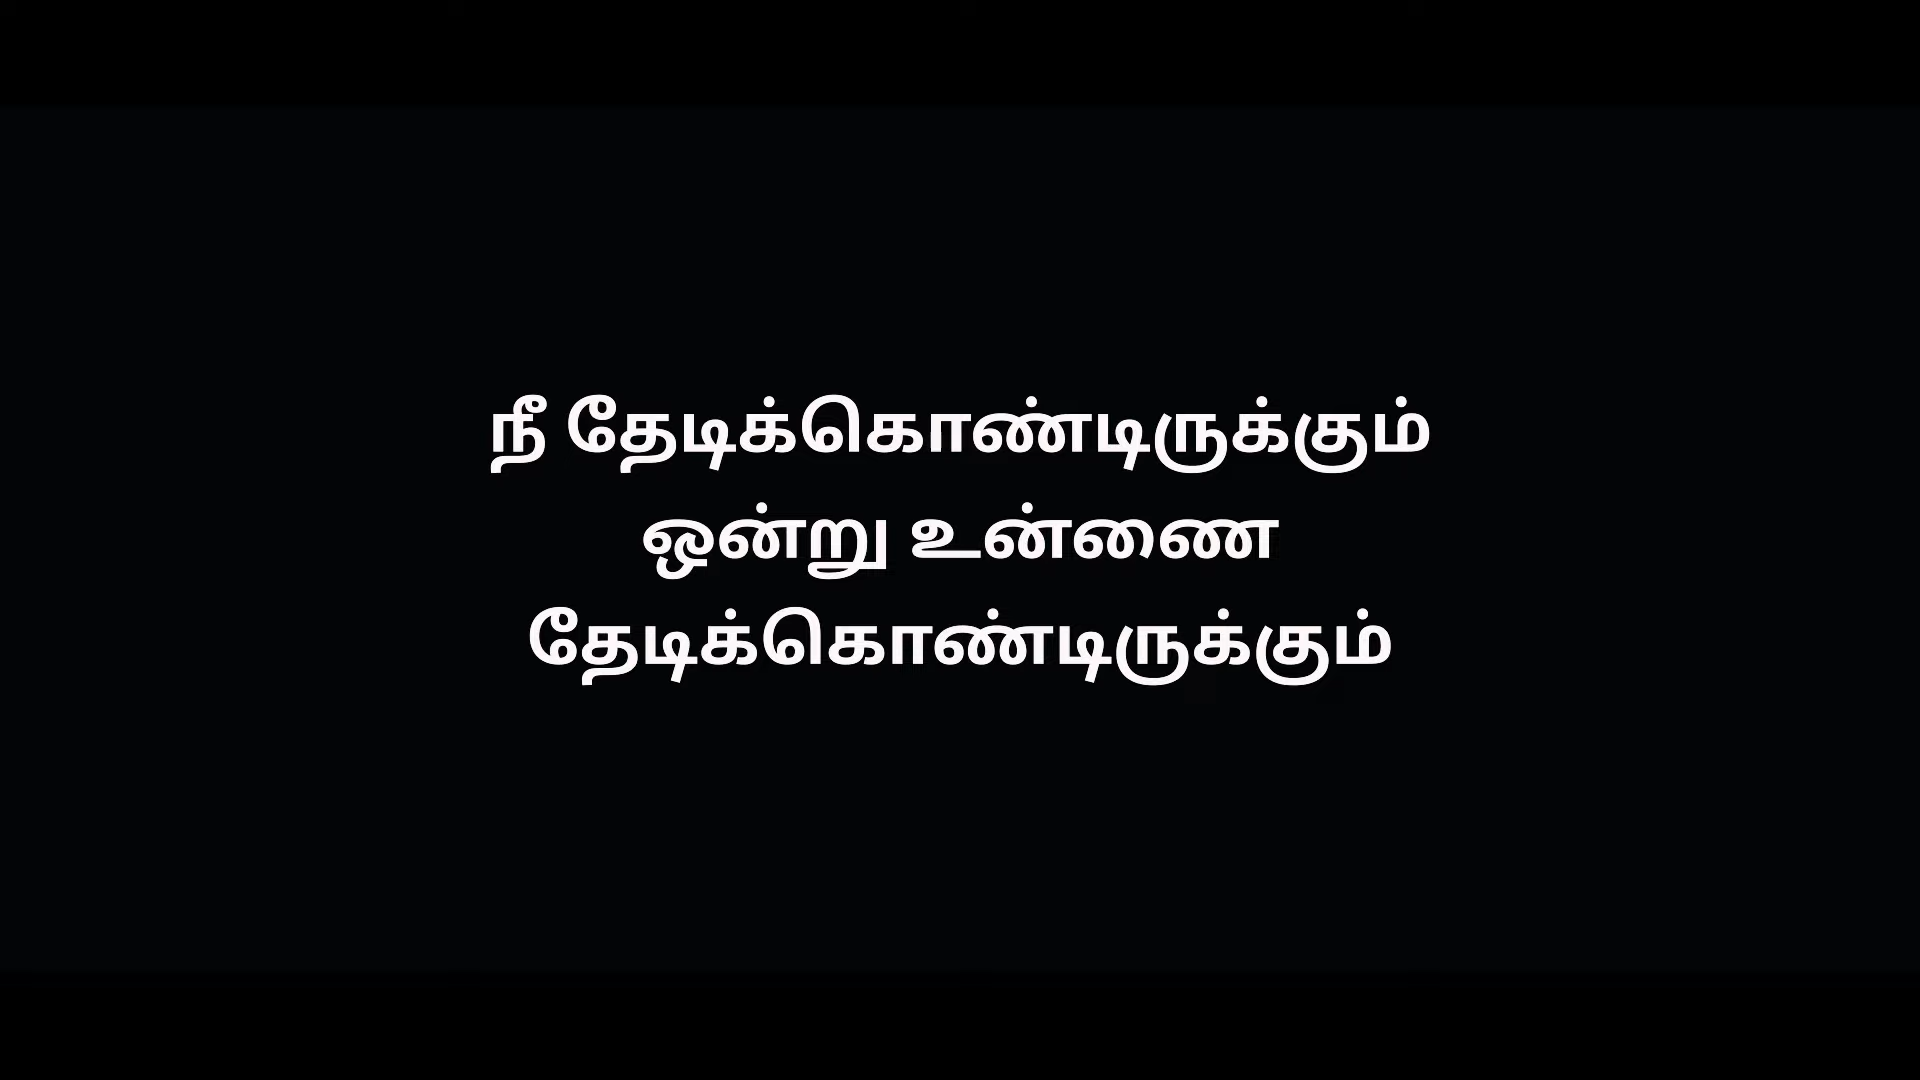 நீ தேடிக்கொண்டிருக்கும்
ஒன்று உன்ணை
தேடிக்கொண்டிருக்கும்